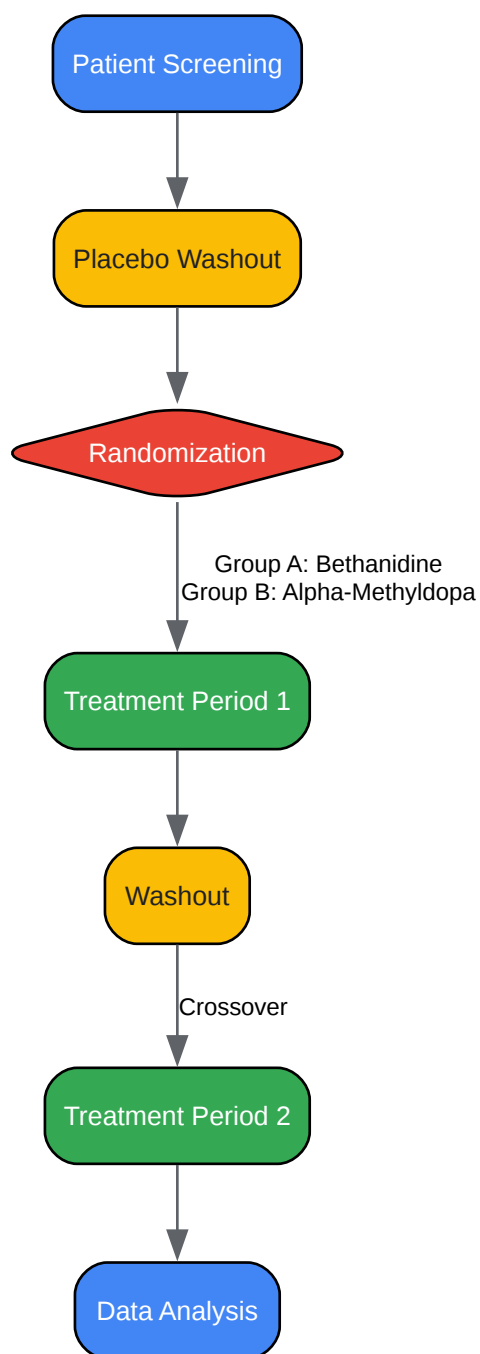 Patient Screening
Placebo Washout
Randomization
Group A: Bethanidine
Group B: Alpha-Methyldopa
Treatment Period 1
Washout
Crossover
Treatment Period 2
Data Analysis